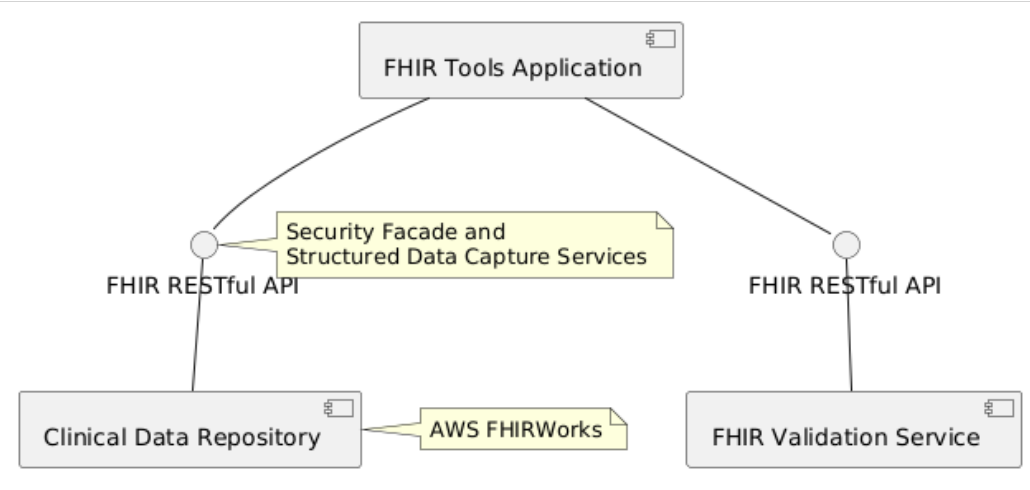 FHIR Tools Application
Security Facade and
Structured Data Capture Services
FHIR RESTful API
FHIR RESTful API
Clinical Data Repository
AWS FHIRWorks
FHIR Validation Service